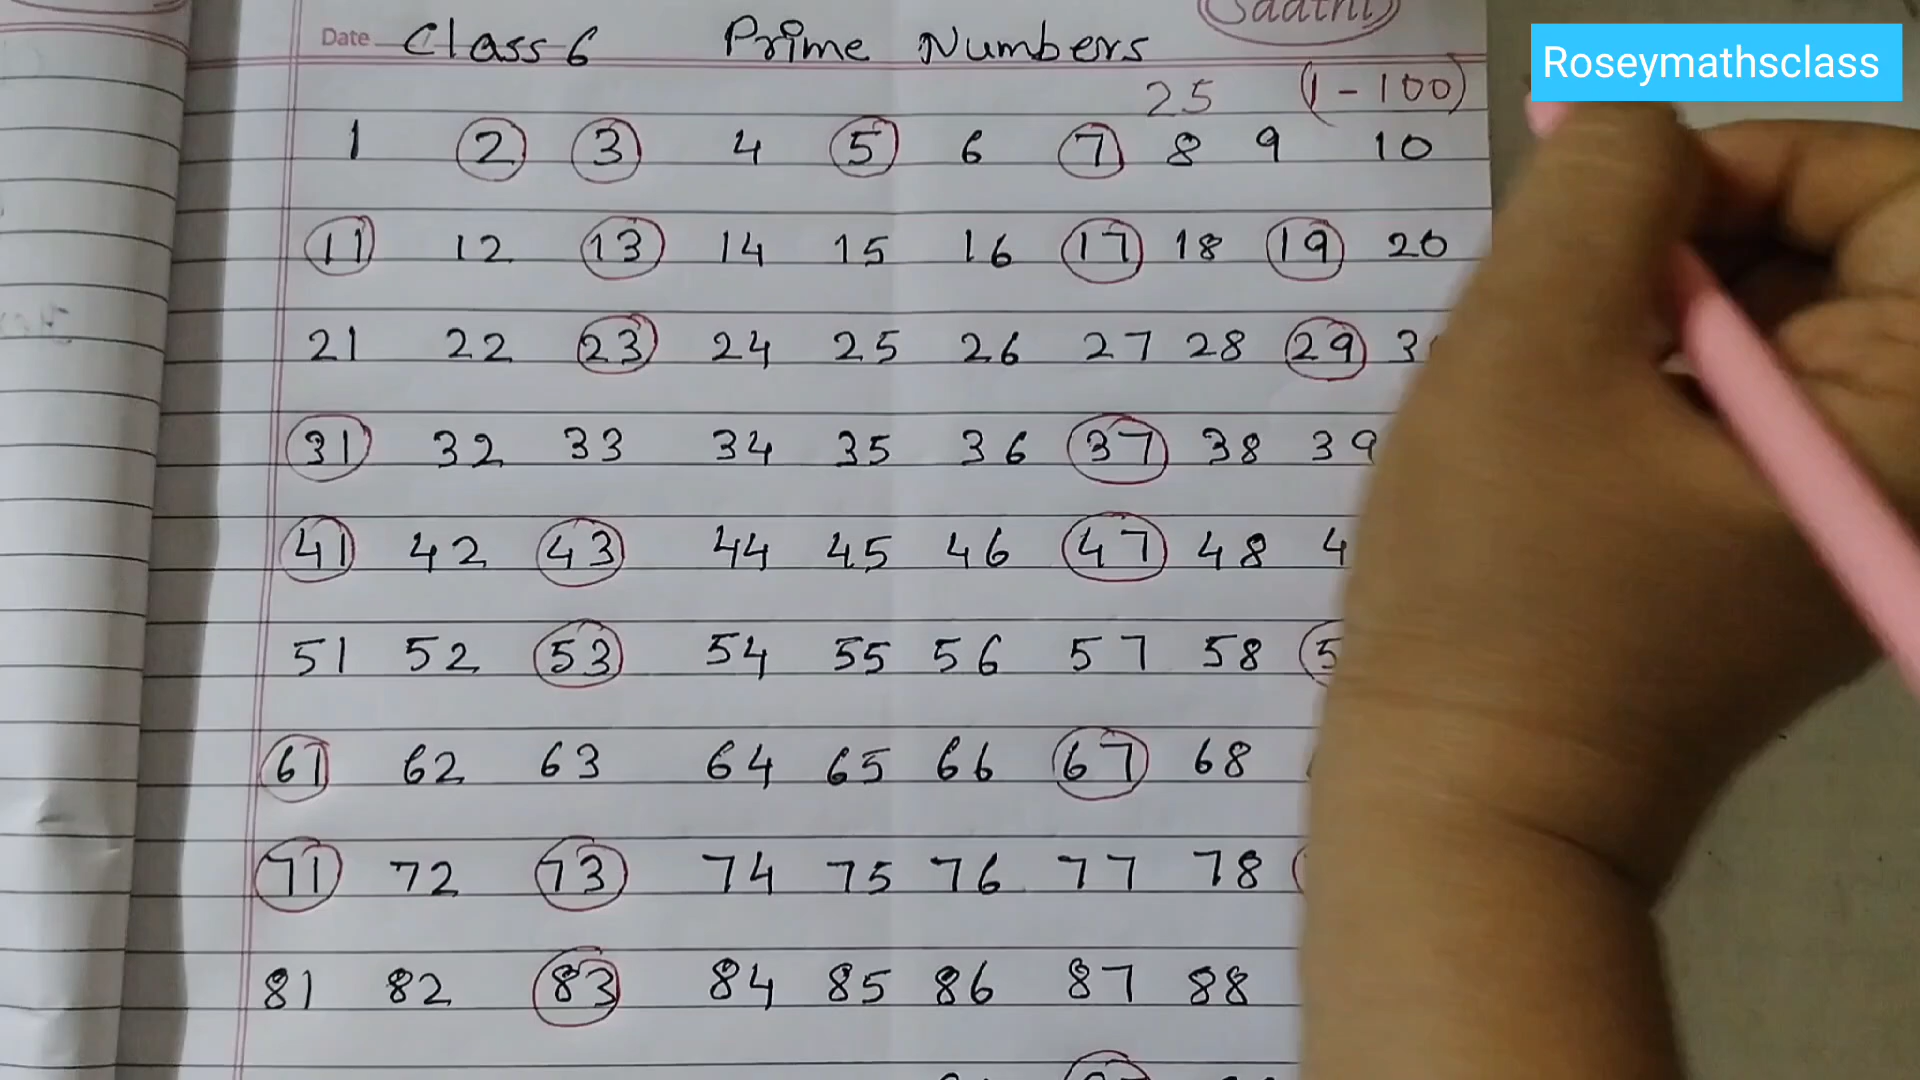 Saathi
Roseymathsclass
Date Class 6 Prime Numbers
25 (1-100)
1 2 3 4 5 6 7 8 9 10
11 12 13 14 15 16 17 18 19 20
21 22 23 24 25 26 27 28 29
31 32 33 34 35 36 37 38 39
41 42 43 44 45 46 47 48
51 52 53 54 55 56 57 58
61 62 63 64 65 66 67 68
71 72 73 74 75 76 77 78
81 82 83 84 85 86 87 88